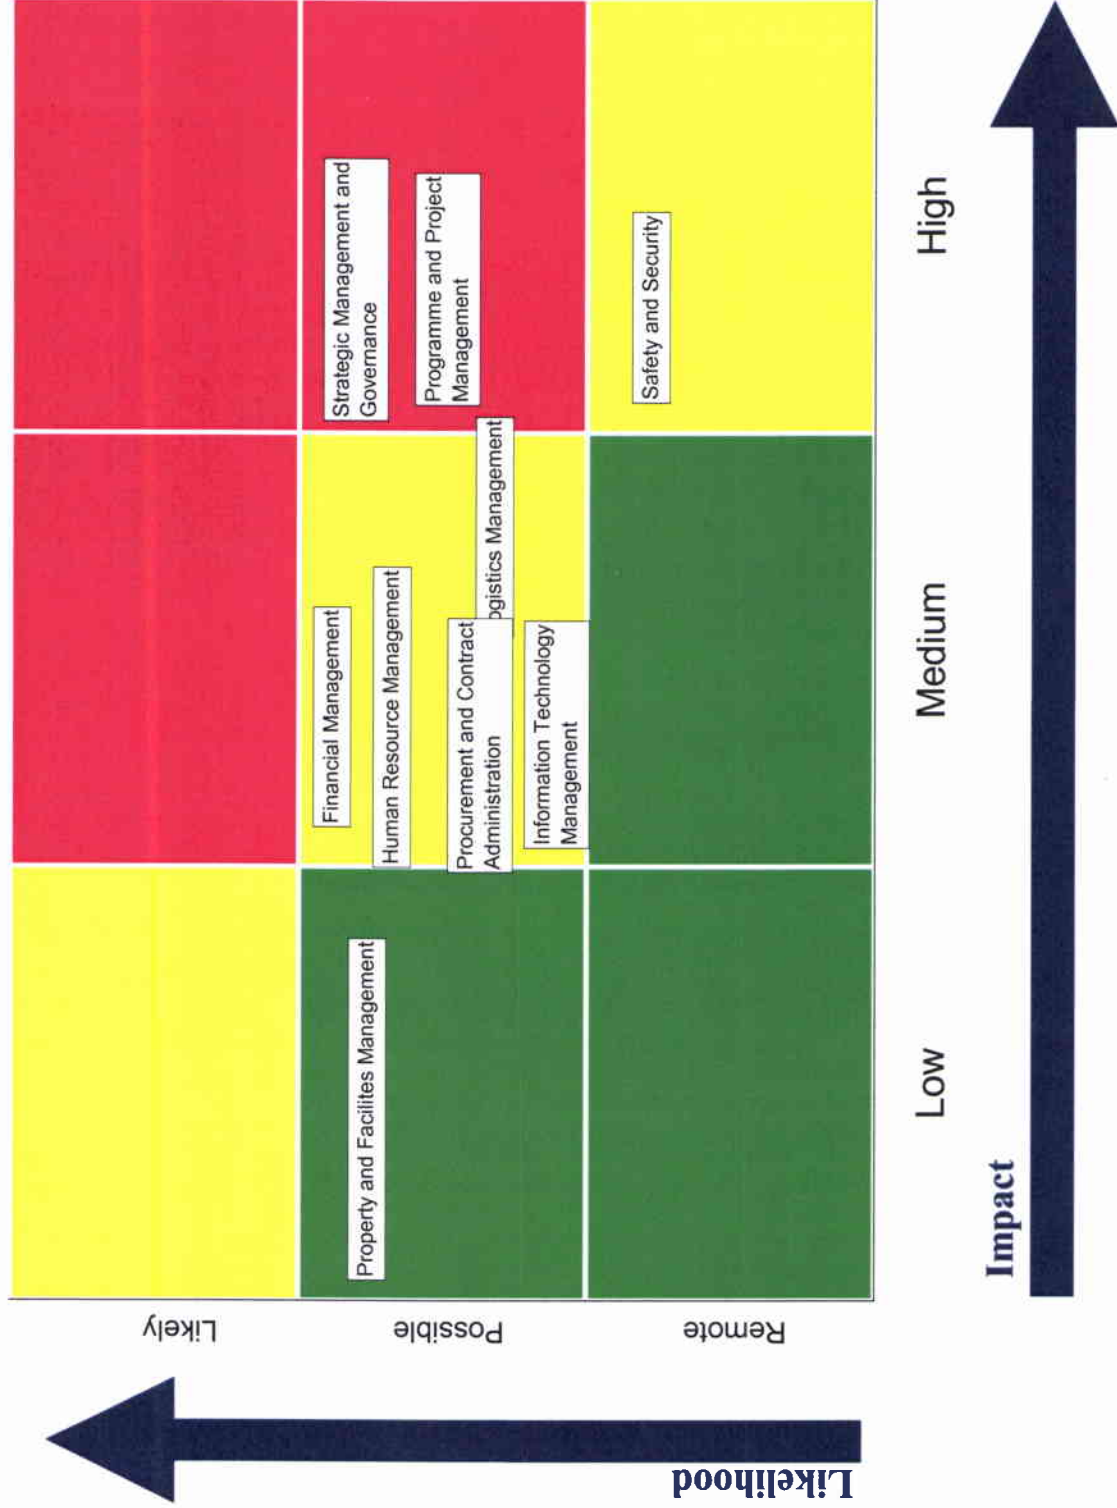 Likelihood
Likely
Possible
Remote
Property and Facilites Management
Financial Management
Human Resource Management
Procurement and Contract
Administration
ogistics Management
Information Technology
Management
Strategic Management and
Governance
Programme and Project
Management
Safety and Security
Low
Medium
High
Impact